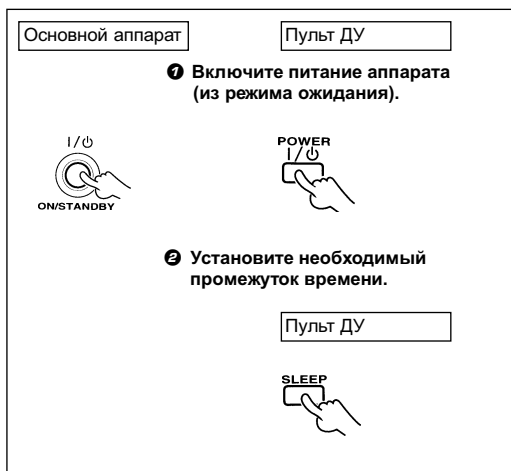 Основной аппарат
Пульт ДУ
❶ Включите питание аппарата
(из режима ожидания).
I/⏻
ON/STANDBY
POWER
I/⏻
❷ Установите необходимый
промежуток времени.
Пульт ДУ
SLEEP